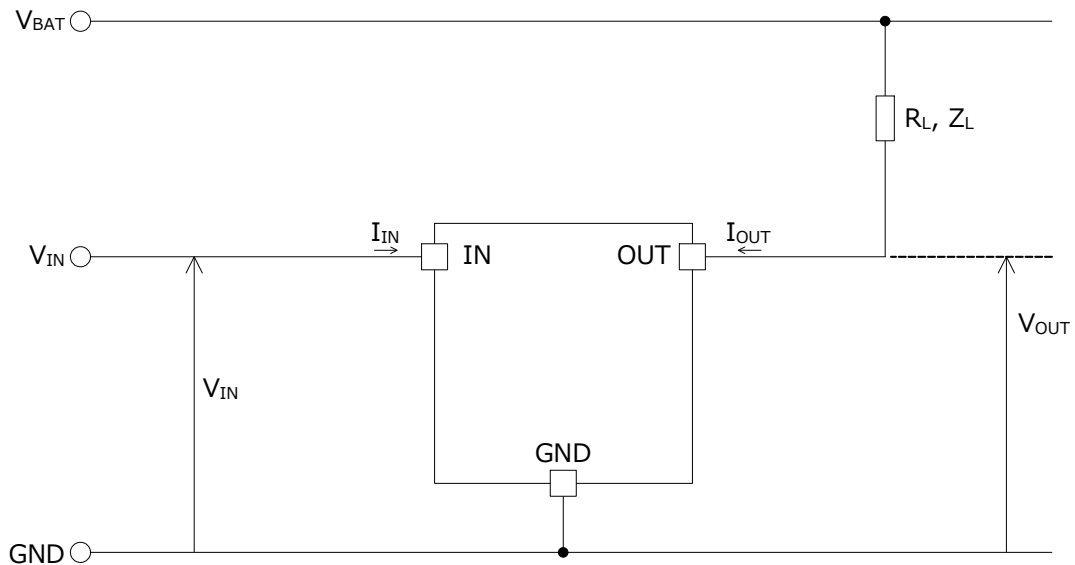 VBAT
RL, ZL
IIN
IOUT
VIN
IN
OUT
VOUT
VIN
GND
GND